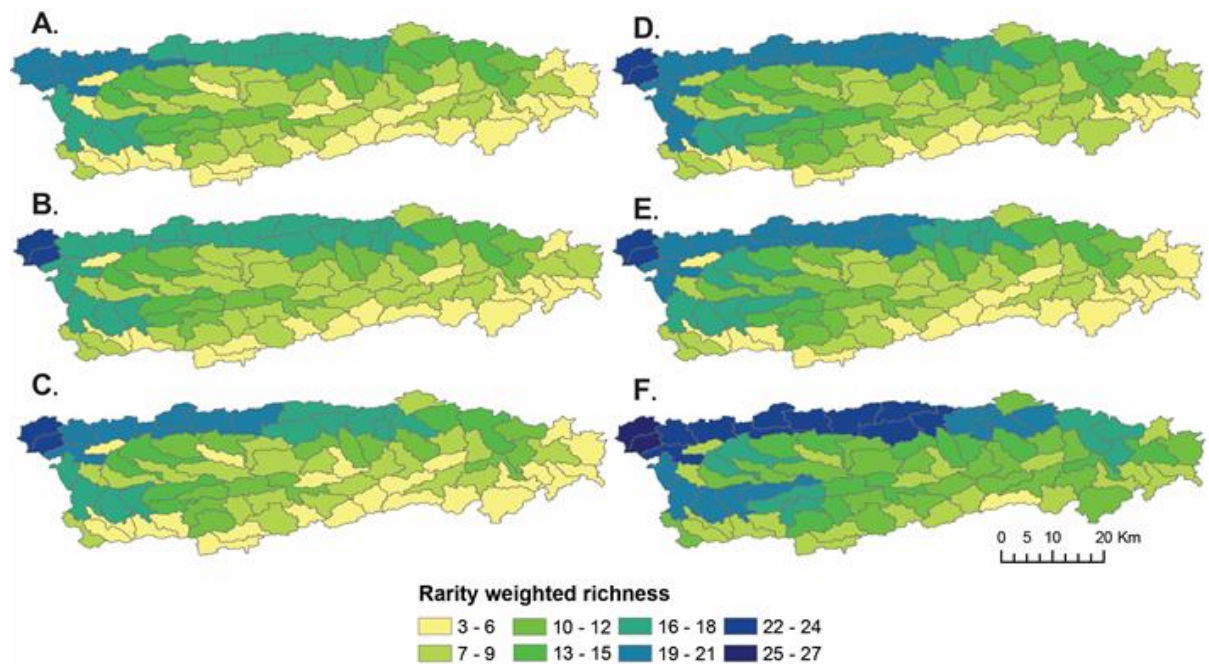 A.
D.
B.
E.
C.
F.
0 5 10 20 Km
Rarity weighted richness
3 - 6 10 - 12 16 - 18 22 - 24
7 - 9 13 - 15 19 - 21 25 - 27